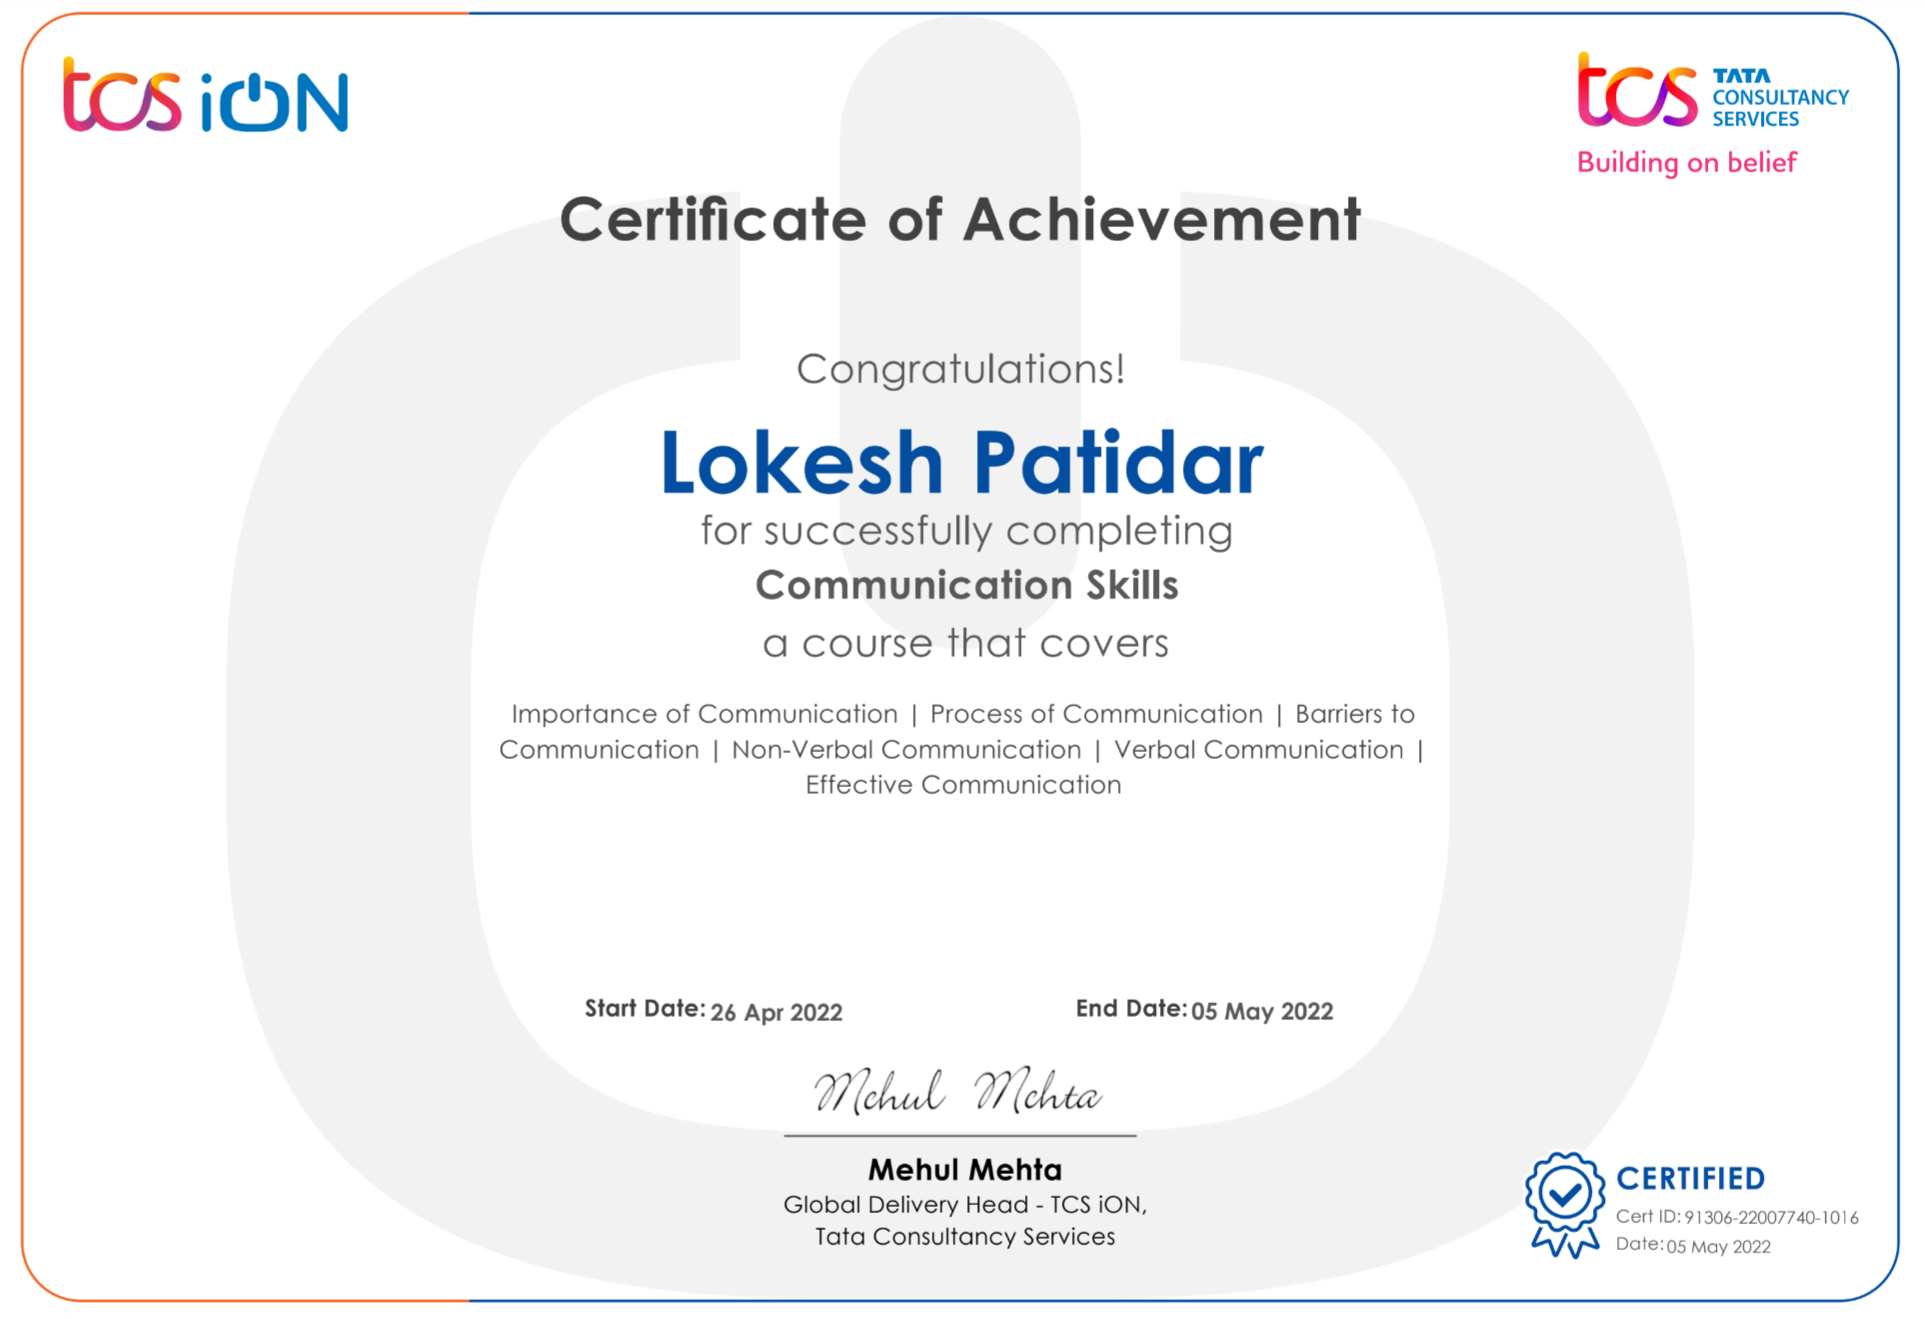 tcs iON
tcs TATA
CONSULTANCY
SERVICES
Building on belief
Certificate of Achievement
Congratulations!
Lokesh Patidar
for successfully completing
Communication Skills
a course that covers
Importance of Communication | Process of Communication | Barriers to
Communication | Non-Verbal Communication | Verbal Communication |
Effective Communication
Start Date: 26 Apr 2022
End Date: 05 May 2022
Mehul Mehta
Mehul Mehta
Global Delivery Head - TCS iON,
Tata Consultancy Services
CERTIFIED
Cert ID: 91306-22007740-1016
Date: 05 May 2022